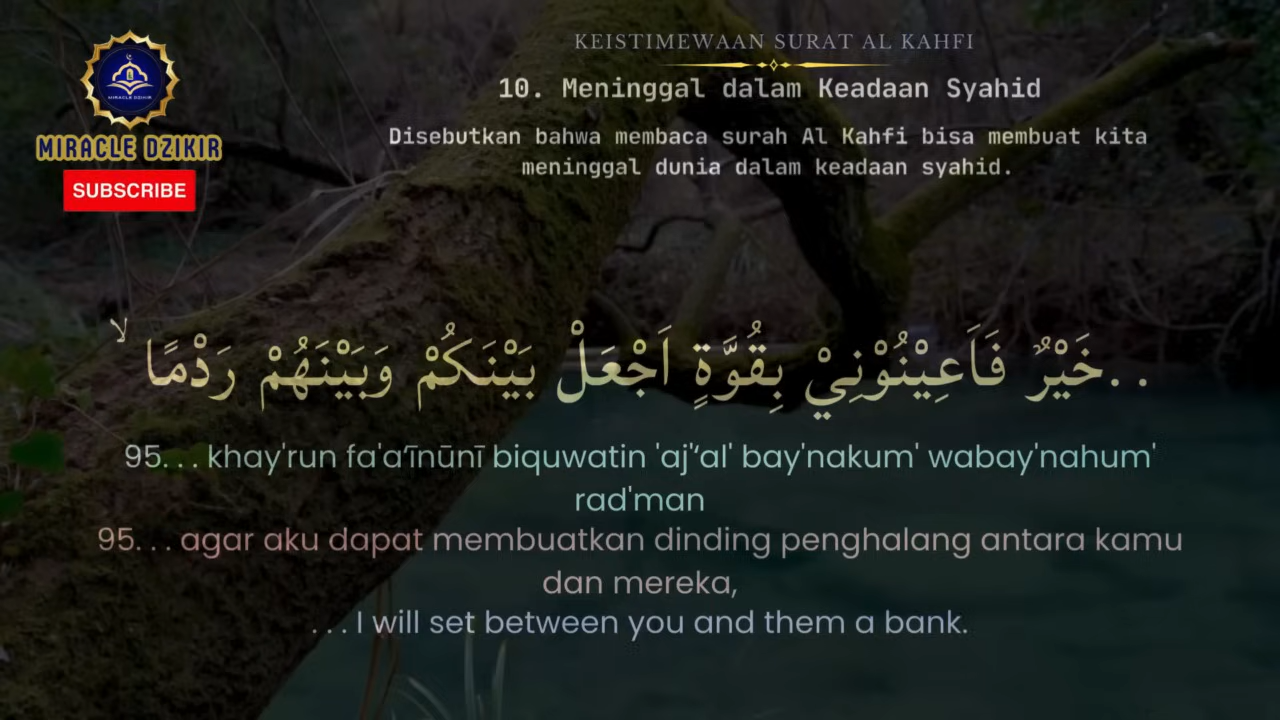 KEISTIMEWAAN SURAT AL KAHFI
10. Meninggal dalam Keadaan Syahid
Disebutkan bahwa membaca surah Al Kahfi bisa membuat kita
meninggal dunia dalam keadaan syahid.
MIRACLE DZIKIR
MIRACLE DZIKIR
SUBSCRIBE
. . خَيْرٌ فَاَعِيْنُوْنِيْ بِقُوَّةٍ اَجْعَلْ بَيْنَكُمْ وَبَيْنَهُمْ رَدْمًا ۙ
95. . . khay'run fa'a‘īnūnī biquwatin 'aj'‘al' bay'nakum' wabay'nahum'
rad'man
95. . . agar aku dapat membuatkan dinding penghalang antara kamu
dan mereka,
. . . I will set between you and them a bank.